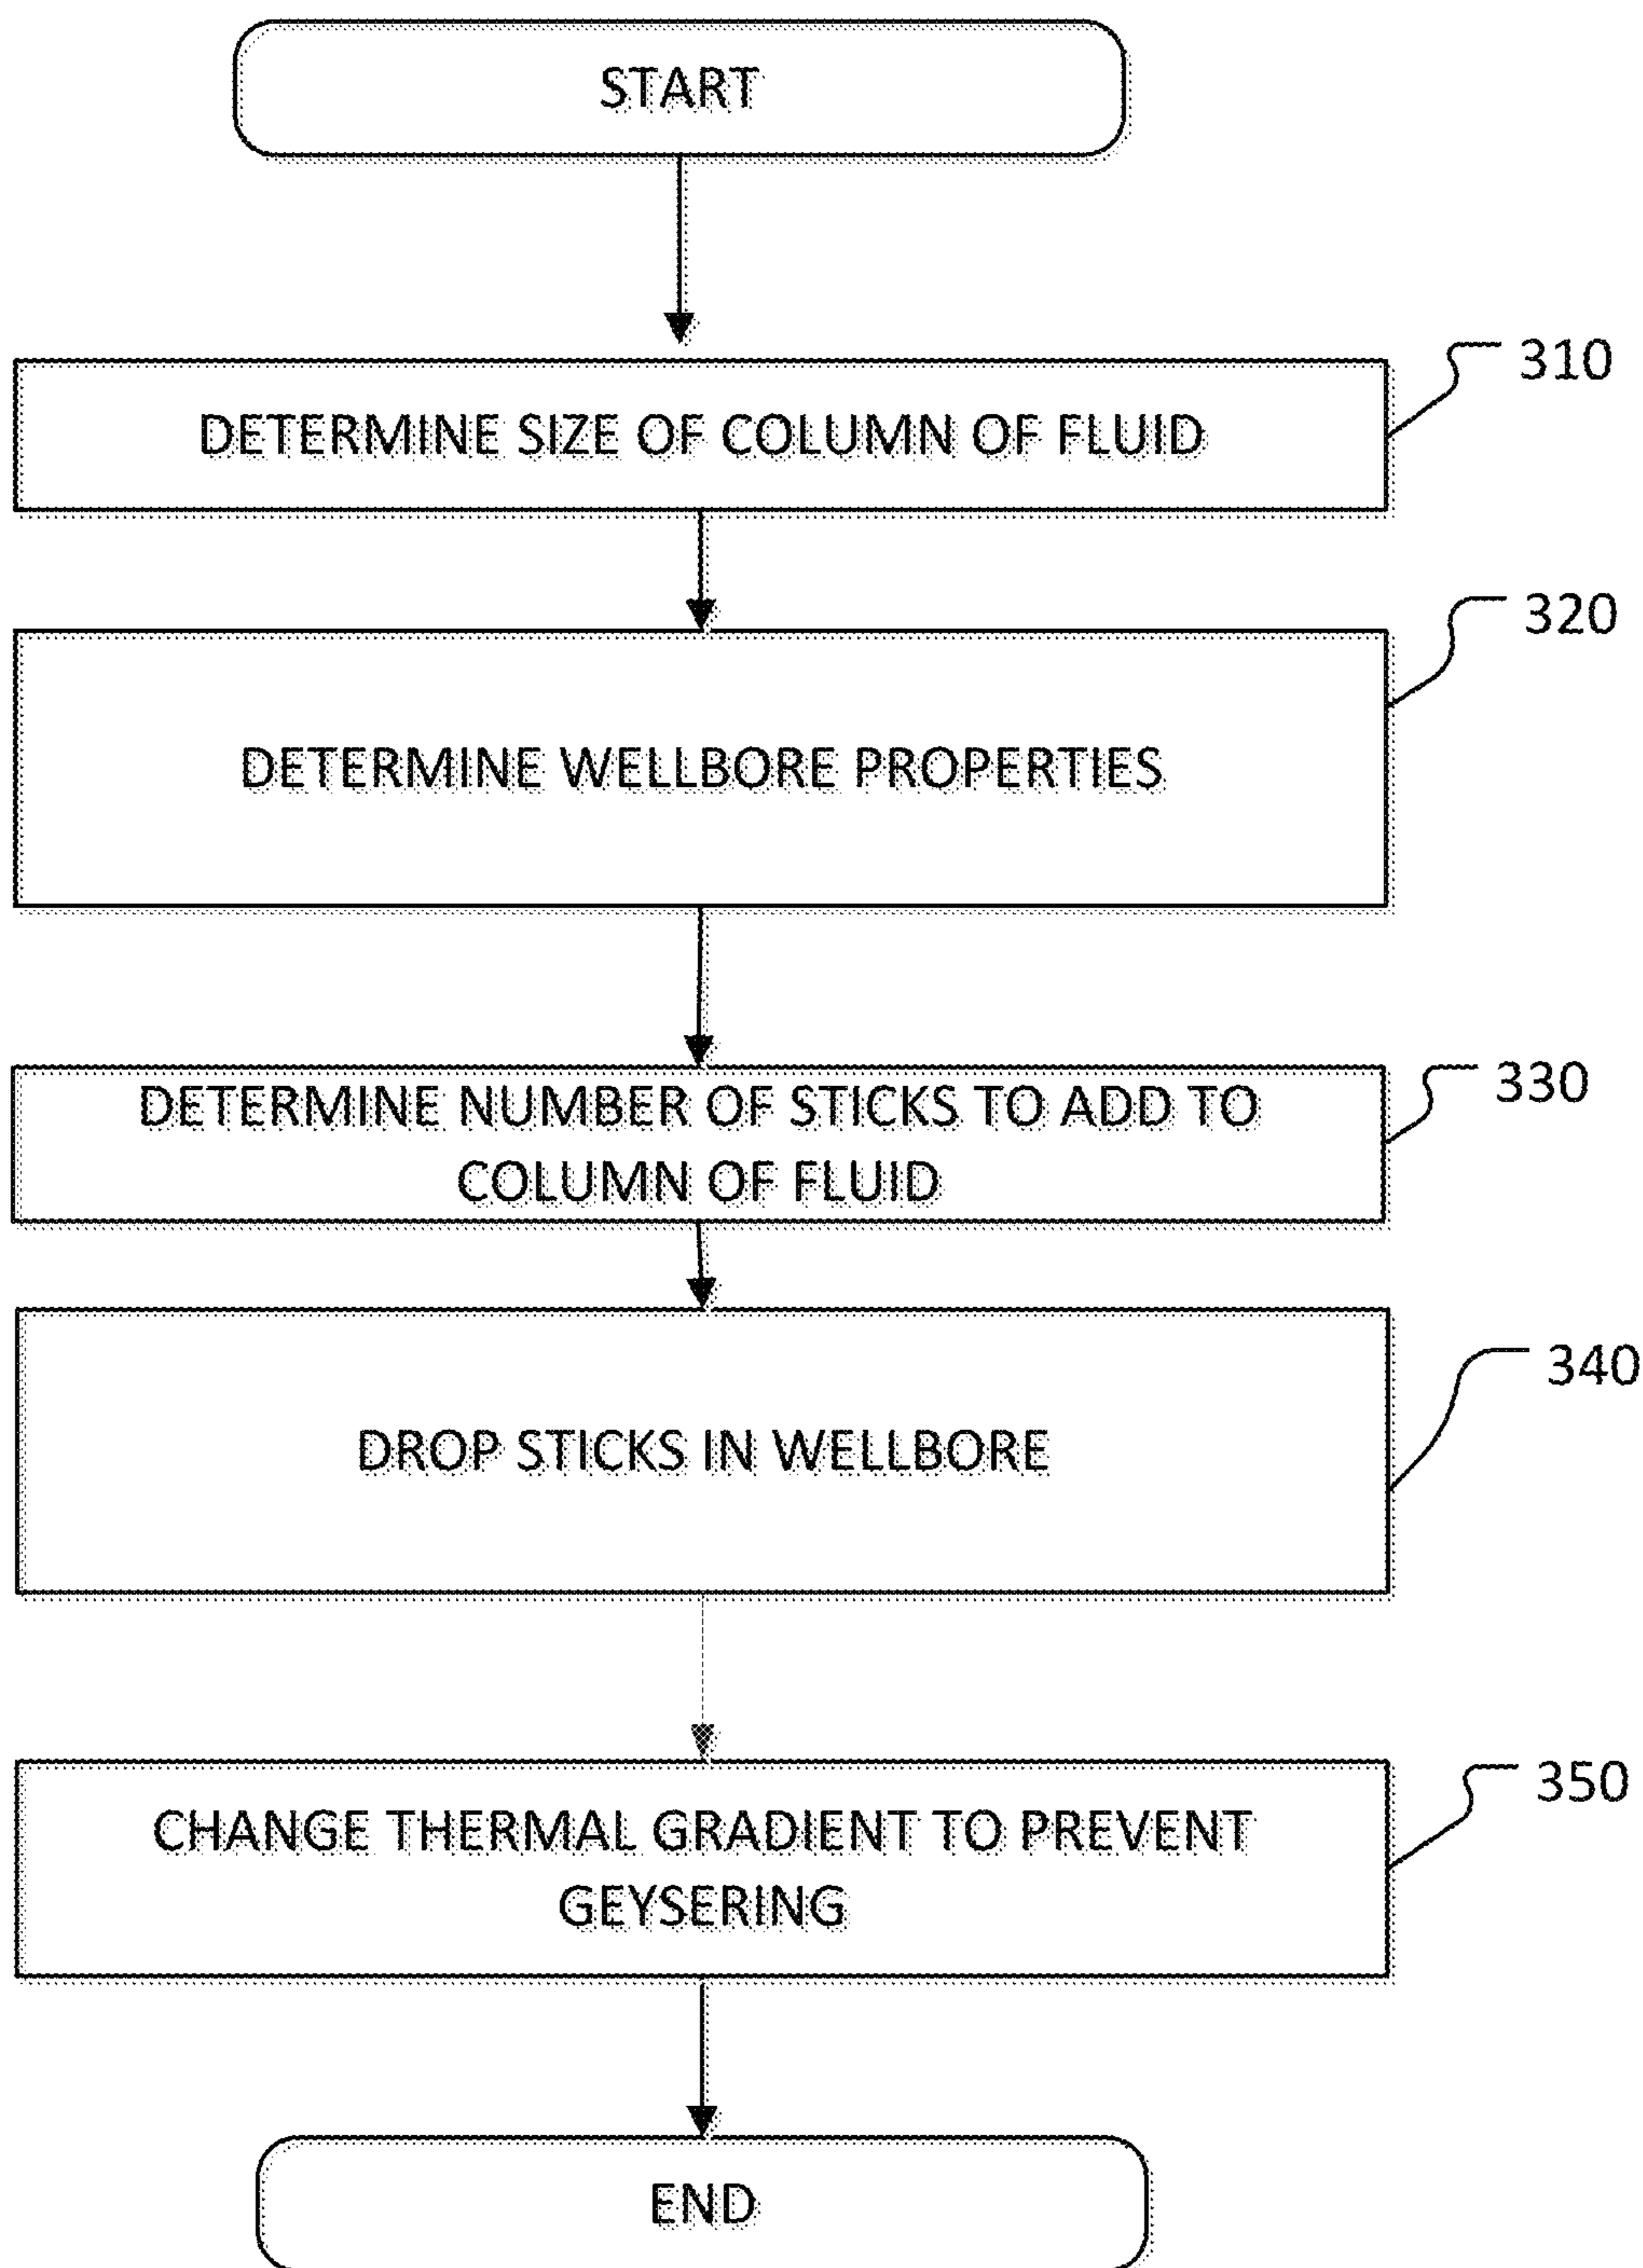 START
310
DETERMINE SIZE OF COLUMN OF FLUID
320
DETERMINE WELLBORE PROPERTIES
330
DETERMINE NUMBER OF STICKS TO ADD TO
COLUMN OF FLUID
340
DROP STICKS IN WELLBORE
350
CHANGE THERMAL GRADIENT TO PREVENT
GEYSERING
END